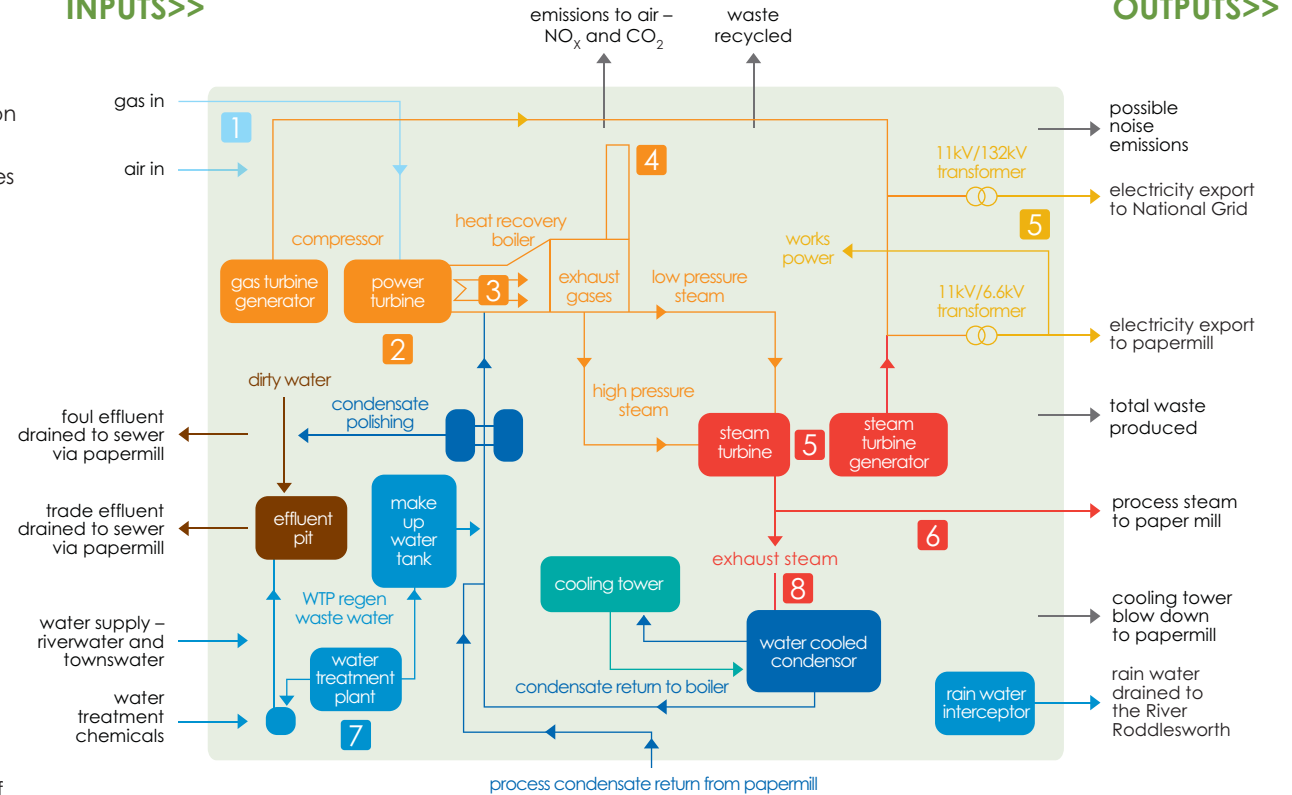 INPUTS>>
OUTPUTS>>
emissions to air –
NOX and CO2
waste
recycled
on
es
f
gas in
air in
1
4
possible
noise
emissions
11kV/132kV
transformer
electricity export
to National Grid
5
works
power
heat recovery
boiler
compressor
gas turbine
generator
power
turbine
3
exhaust
gases
low pressure
steam
11kV/6.6kV
transformer
electricity export
to papermill
2
dirty water
condensate
polishing
high pressure
steam
foul effluent
drained to sewer
via papermill
steam
turbine
5
steam
turbine
generator
total waste
produced
trade effluent
drained to sewer
via papermill
effluent
pit
make
up
water
tank
process steam
to paper mill
6
exhaust steam
8
cooling tower
WTP regen
waste water
water supply –
riverwater and
townswater
water
treatment
plant
7
water cooled
condensor
cooling tower
blow down
to papermill
condensate return to boiler
water
treatment
chemicals
rain water
interceptor
rain water
drained to
the River
Roddlesworth
process condensate return from papermill